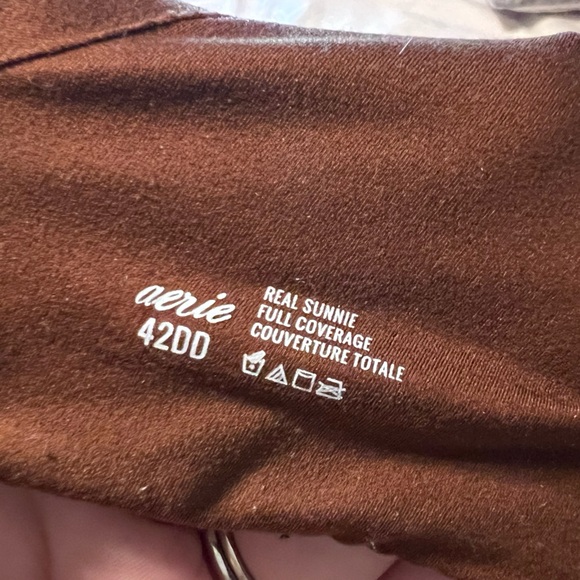 aerie
42DD
REAL SUNNIE
FULL COVERAGE
COUVERTURE TOTALE